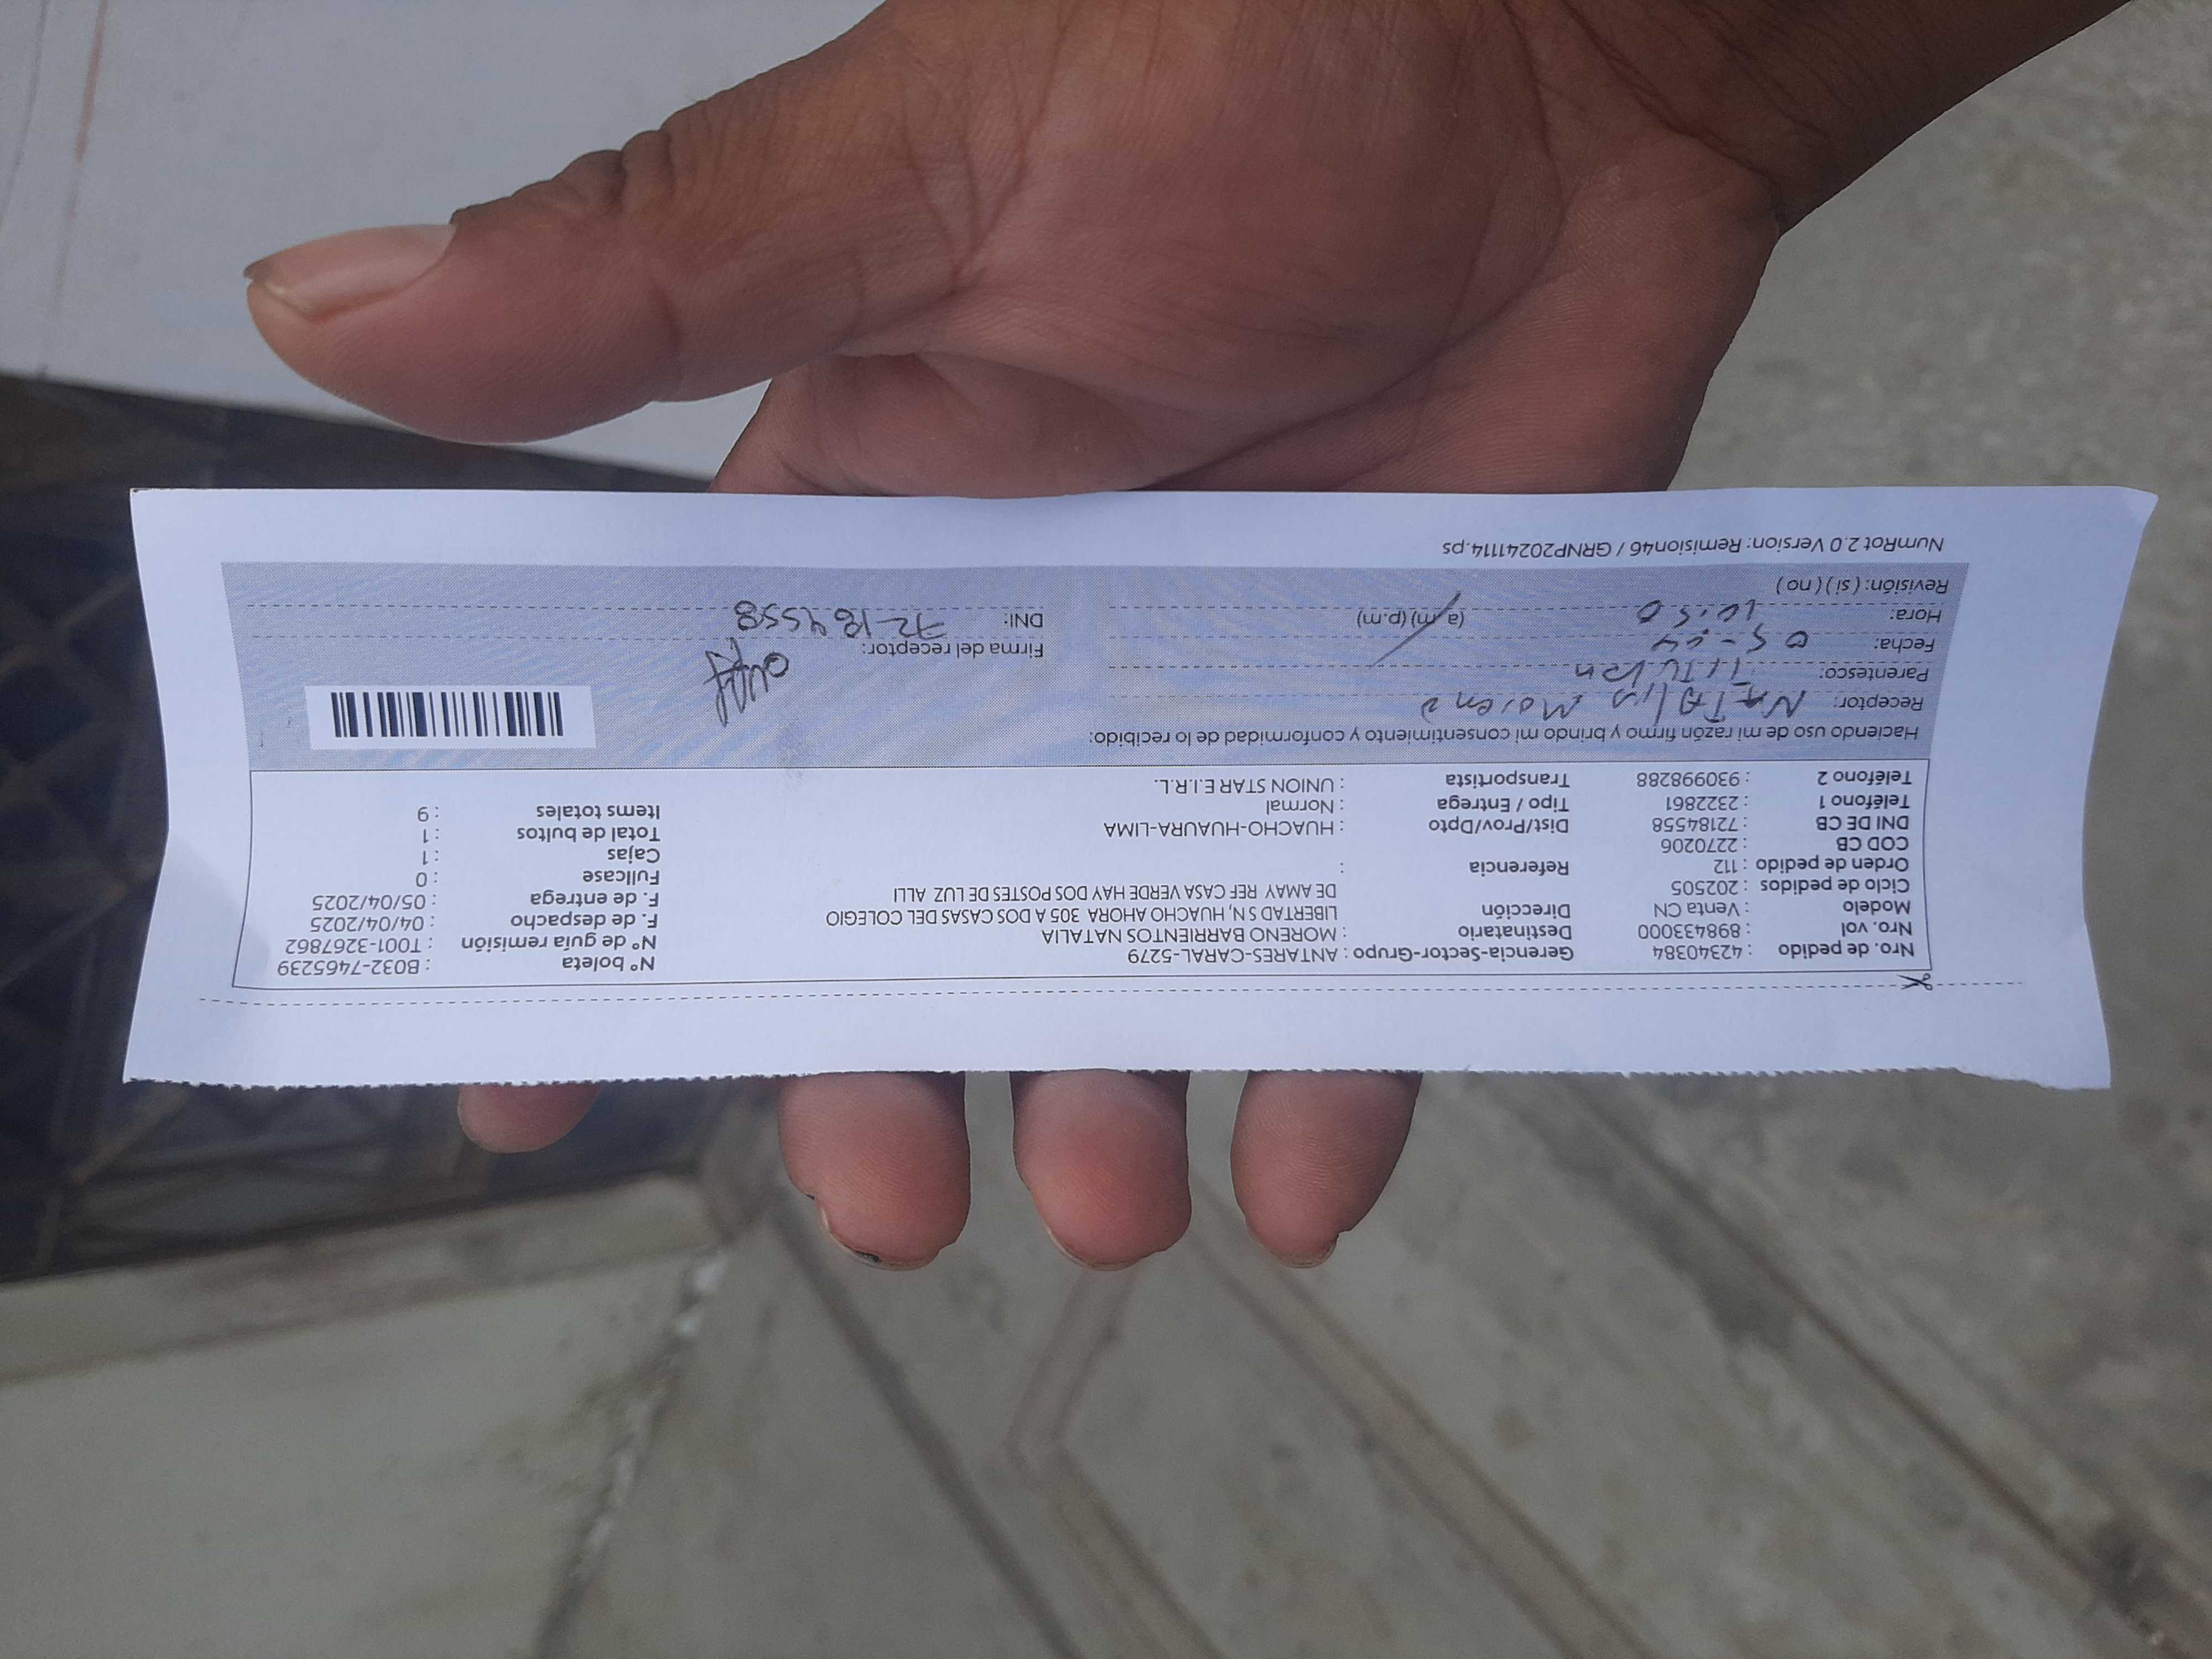 Nro. de pedido : 42340384 Gerencia-Sector-Grupo : ANTARES-CARAL-5279 N° boleta : B032-7465239
Nro. vol : 898433000 Destinatario : MORENO BARRIENTOS NATALIA N° de guía remisión : T001-3267862
Modelo : Venta CN Dirección LIBERTAD S N, HUACHO AHORA 305 A DOS CASAS DEL COLEGIO F. de despacho : 04/04/2025
Ciclo de pedidos : 202505 DE AMAY REF CASA VERDE HAY DOS POSTES DE LUZ ALLI F. de entrega : 05/04/2025
Orden de pedido : 112 Referencia : Fullcase : 0
COD CB : 2270206 Cajas : 1
DNI DE CB : 72184558 Dist/Prov/Dpto : HUACHO-HUAURA-LIMA Total de bultos : 1
Teléfono 1 : 2322861 Tipo / Entrega : Normal Items totales : 9
Teléfono 2 : 930998288 Transportista : UNION STAR E.I.R.L.
Haciendo uso de mi razón firmo y brindo mi consentimiento y conformidad de lo recibido:
Receptor: NATALIA Moreno
Parentesco: TITULAR
Fecha: 05-04 Firma del receptor:
Hora: 10:50 (a.m) (p.m) DNI: 72184558
Revisión: ( si ) ( no )
NumRot 2.0 Version: Remision46 / GRNP20241114.ps